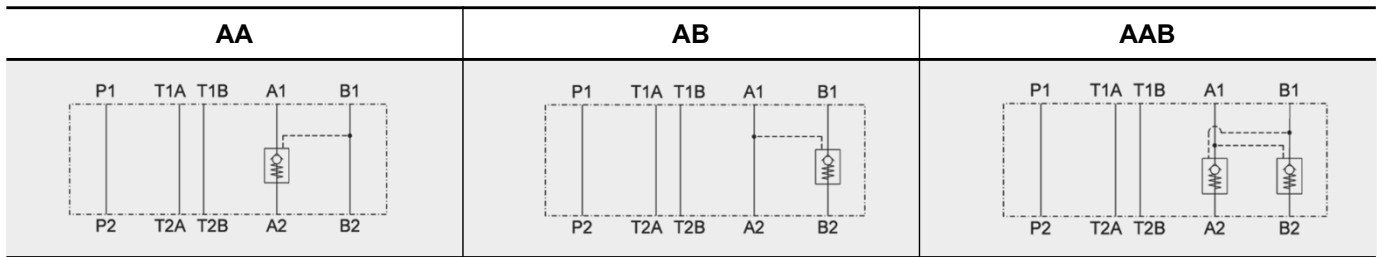 AA AB AAB
P1 T1A T1B A1 B1
P2 T2A T2B A2 B2
P1 T1A T1B A1 B1
P2 T2A T2B A2 B2
P1 T1A T1B A1 B1
P2 T2A T2B A2 B2